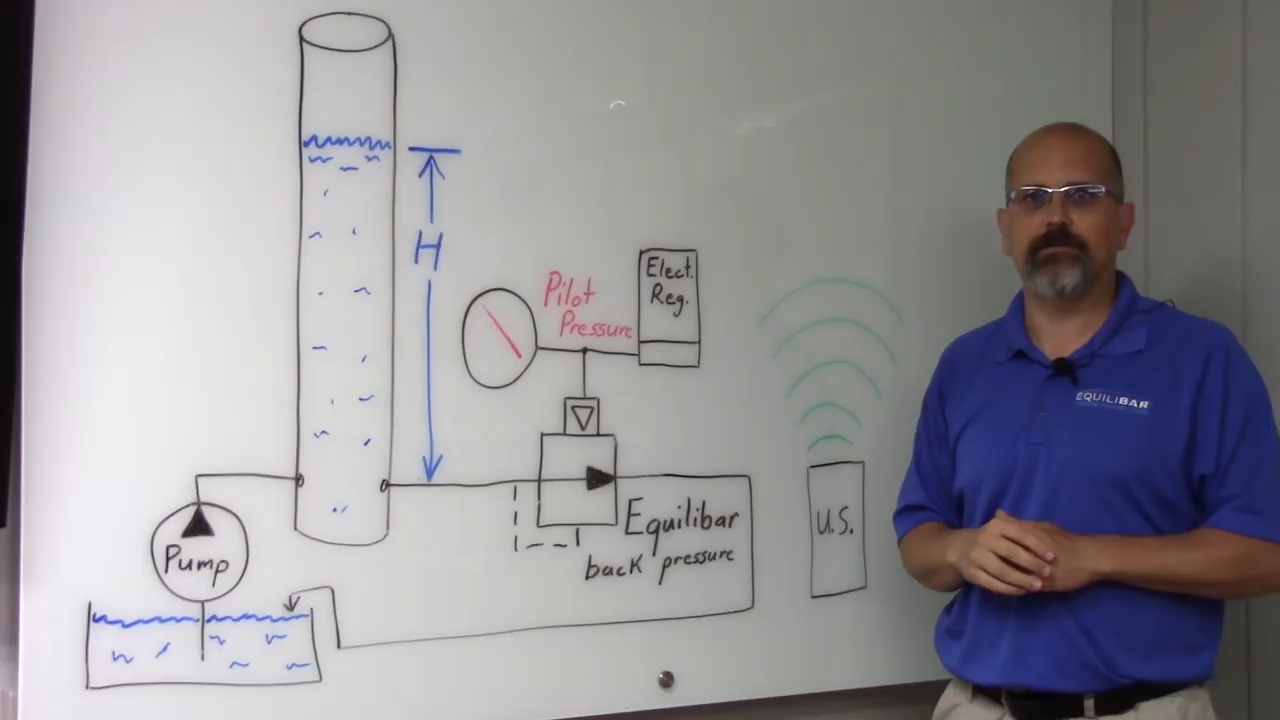 H
Pilot
Pressure
Elect.
Reg.
Pump
Equilibar
back pressure
U.S.
EQUILIBAR